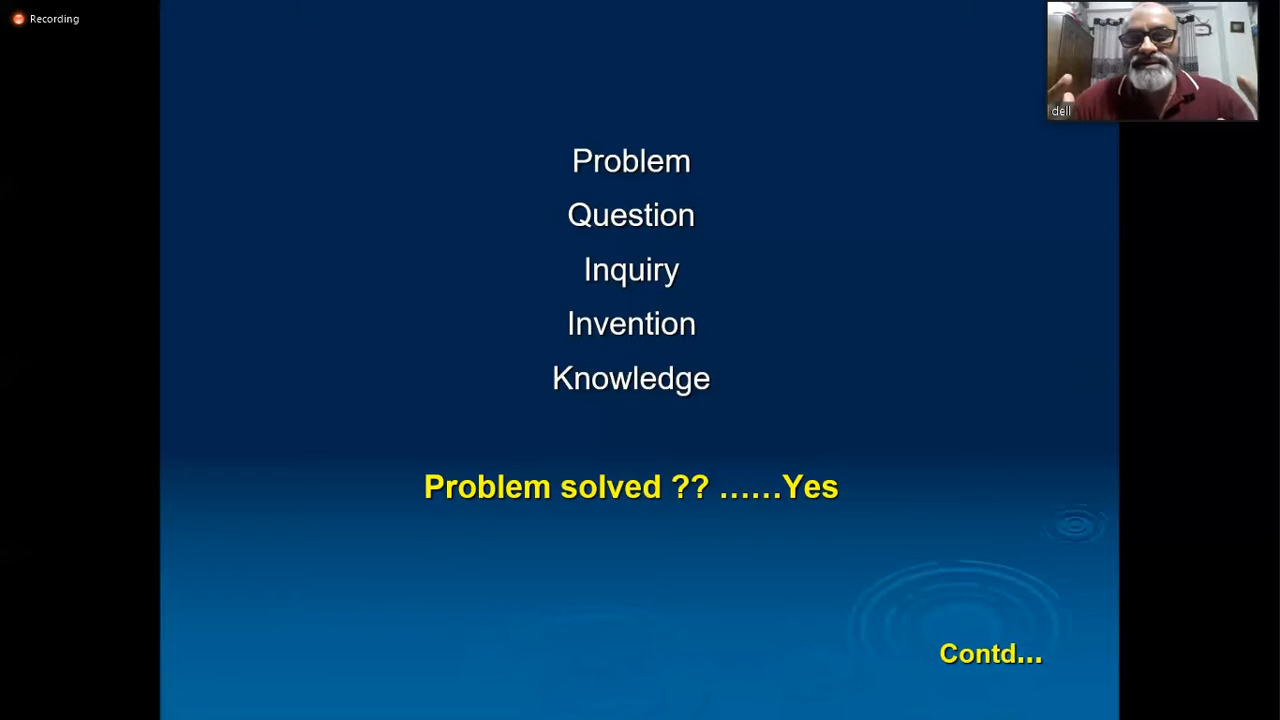 Recording
dell
Problem
Question
Inquiry
Invention
Knowledge
Problem solved ?? ……Yes
Contd...